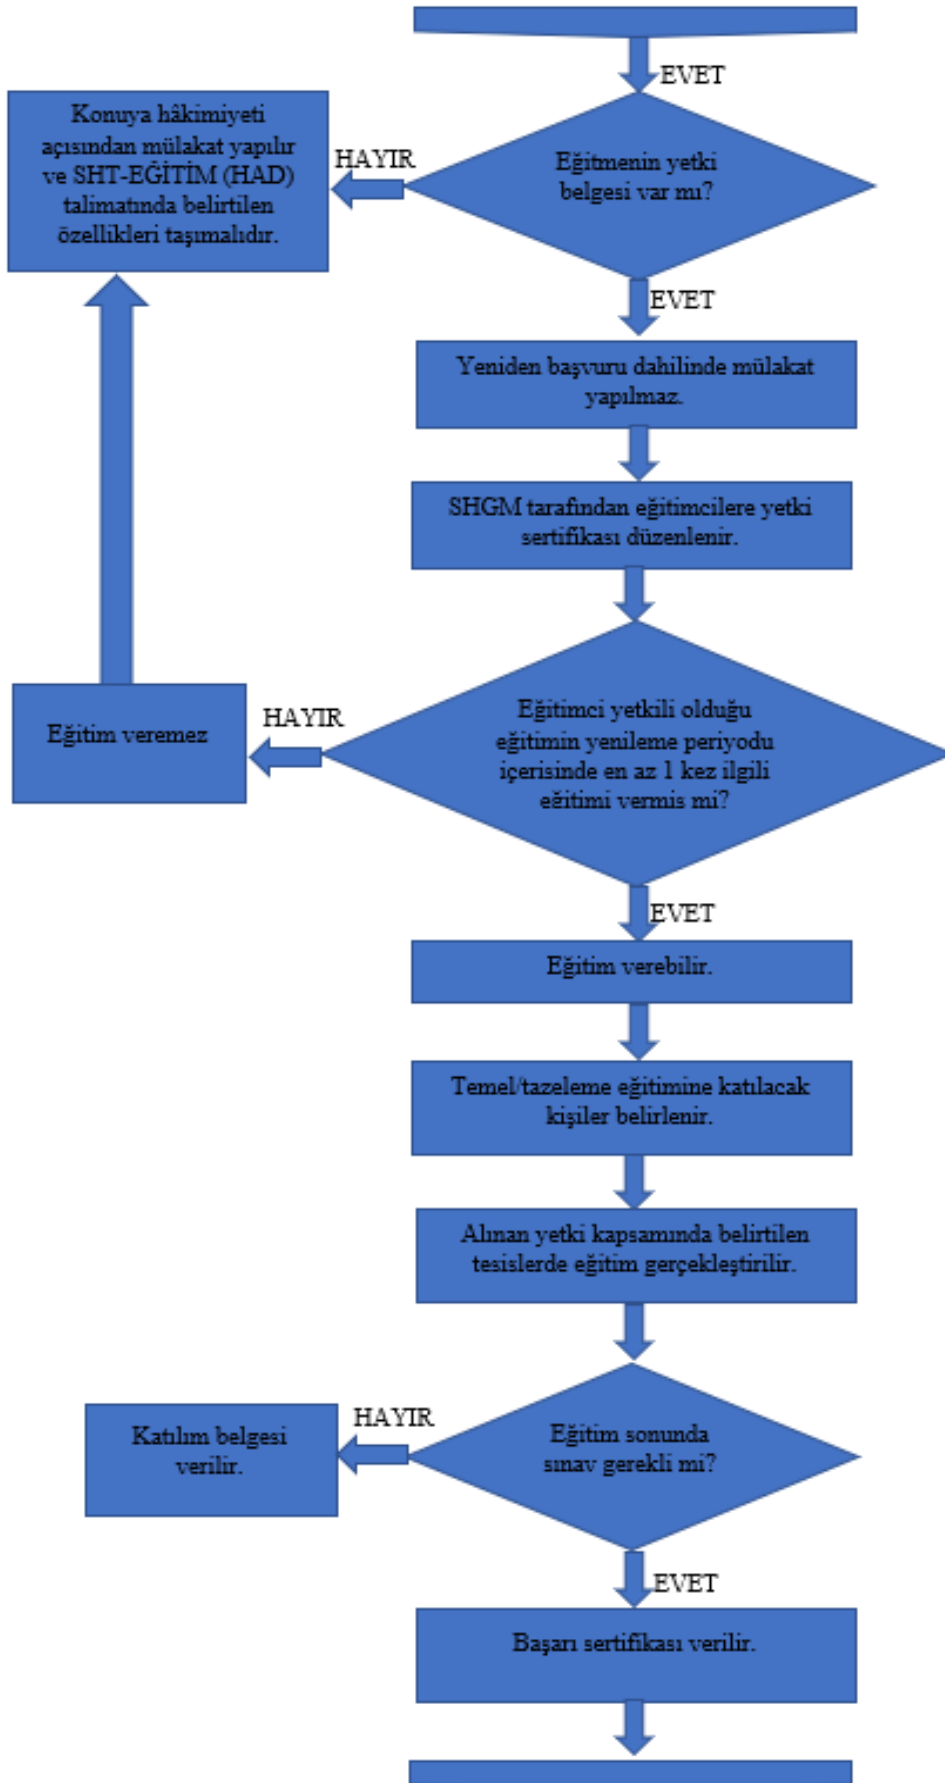 EVET
Eğitmenin yetki
belgesi var mı?
HAYIR
Konuya hâkimiyeti
açısından mülakat yapılır
ve SHT-EĞİTİM (HAD)
talimatında belirtilen
özellikleri taşımalıdır.
EVET
Yeniden başvuru dahilinde mülakat
yapılmaz.
SHGM tarafından eğitimcilere yetki
sertifikası düzenlenir.
Eğitimci yetkili olduğu
eğitimin yenileme periyodu
içerisinde en az 1 kez ilgili
eğitimi vermis mi?
HAYIR
Eğitim veremez
EVET
Eğitim verebilir.
Temel/tazeleme eğitimine katılacak
kişiler belirlenir.
Alınan yetki kapsamında belirtilen
tesislerde eğitim gerçekleştirilir.
Eğitim sonunda
sınav gerekli mi?
HAYIR
Katılım belgesi
verilir.
EVET
Başarı sertifikası verilir.